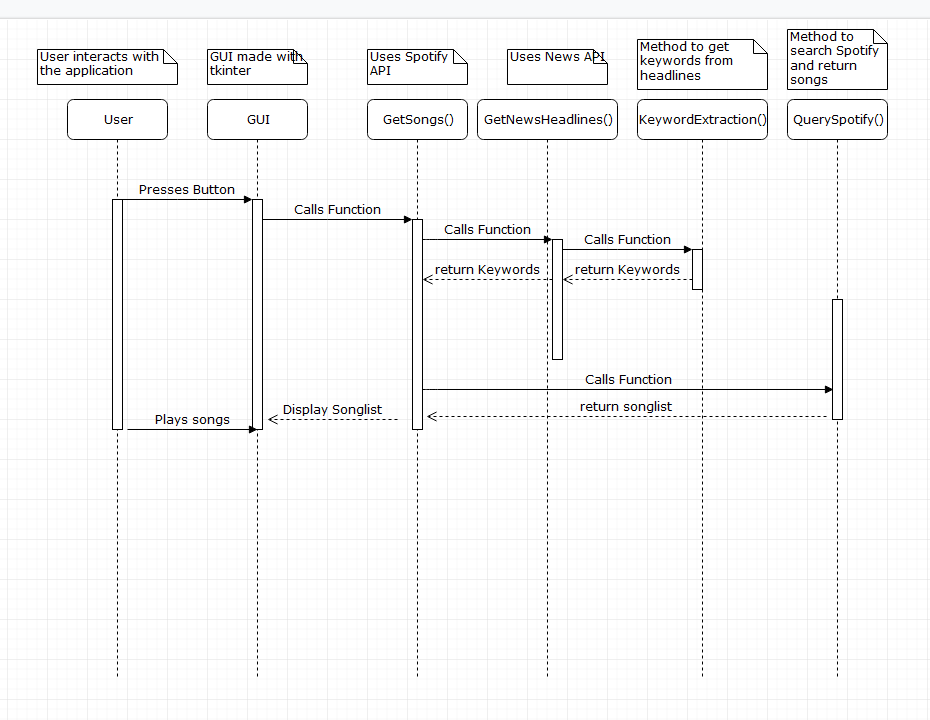 User interacts with
the application
GUI made with
tkinter
Uses Spotify
API
Uses News API
Method to get
keywords from
headlines
Method to
search Spotify
and return
songs
User
GUI
GetSongs()
GetNewsHeadlines()
KeywordExtraction()
QuerySpotify()
Presses Button
Calls Function
Calls Function
Calls Function
return Keywords
return Keywords
Calls Function
return songlist
Display Songlist
Plays songs